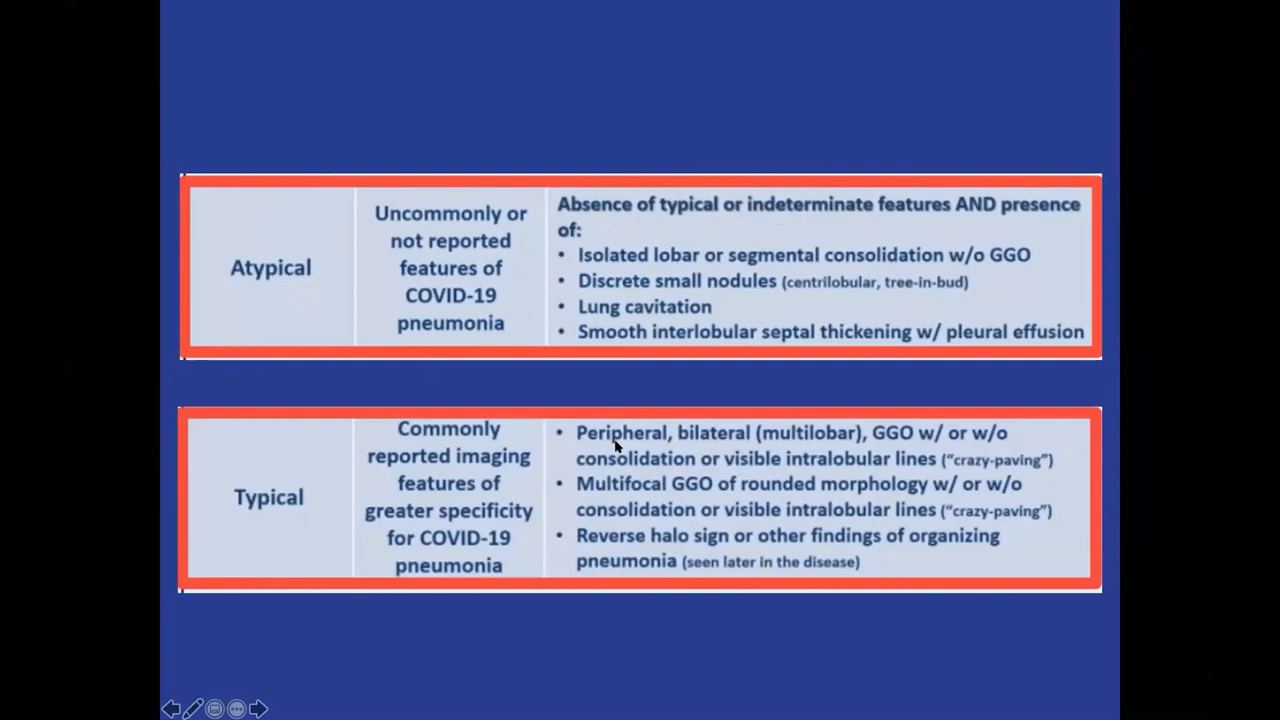 Atypical
Uncommonly or
not reported
features of
COVID-19
pneumonia
Absence of typical or indeterminate features AND presence
of:
• Isolated lobar or segmental consolidation w/o GGO
• Discrete small nodules (centrilobular, tree-in-bud)
• Lung cavitation
• Smooth interlobular septal thickening w/ pleural effusion
Typical
Commonly
reported imaging
features of
greater specificity
for COVID-19
pneumonia
• Peripheral, bilateral (multilobar), GGO w/ or w/o
consolidation or visible intralobular lines (“crazy-paving”)
• Multifocal GGO of rounded morphology w/ or w/o
consolidation or visible intralobular lines (“crazy-paving”)
• Reverse halo sign or other findings of organizing
pneumonia (seen later in the disease)